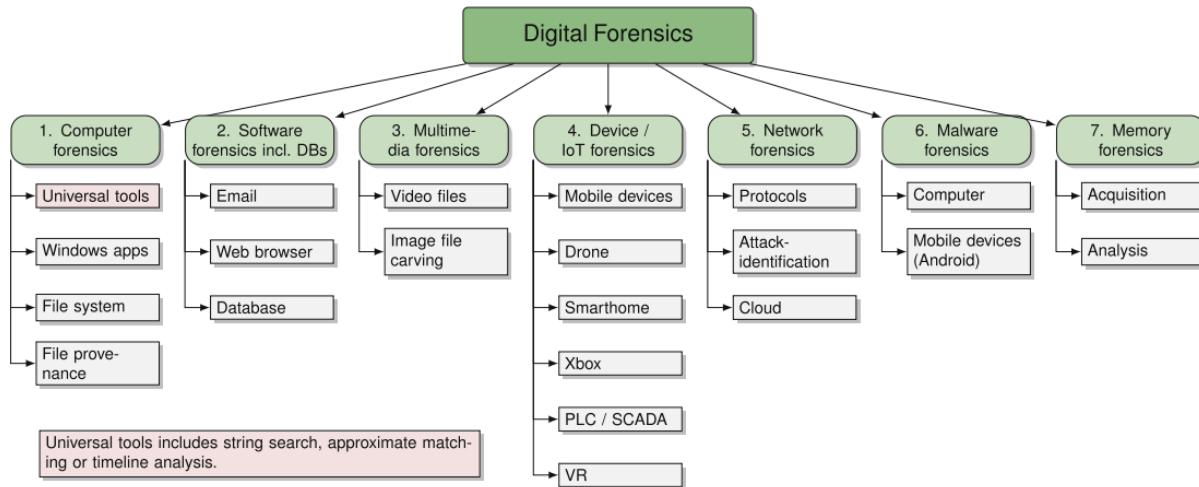 Digital Forensics
1. Computer
forensics
Universal tools
Windows apps
File system
File prove-
nance
2. Software
forensics incl. DBs
Email
Web browser
Database
3. Multime-
dia forensics
Video files
Image file
carving
4. Device /
IoT forensics
Mobile devices
Drone
Smarthome
Xbox
PLC / SCADA
VR
5. Network
forensics
Protocols
Attack-
identification
Cloud
6. Malware
forensics
Computer
Mobile devices
(Android)
7. Memory
forensics
Acquisition
Analysis
Universal tools includes string search, approximate match-
ing or timeline analysis.